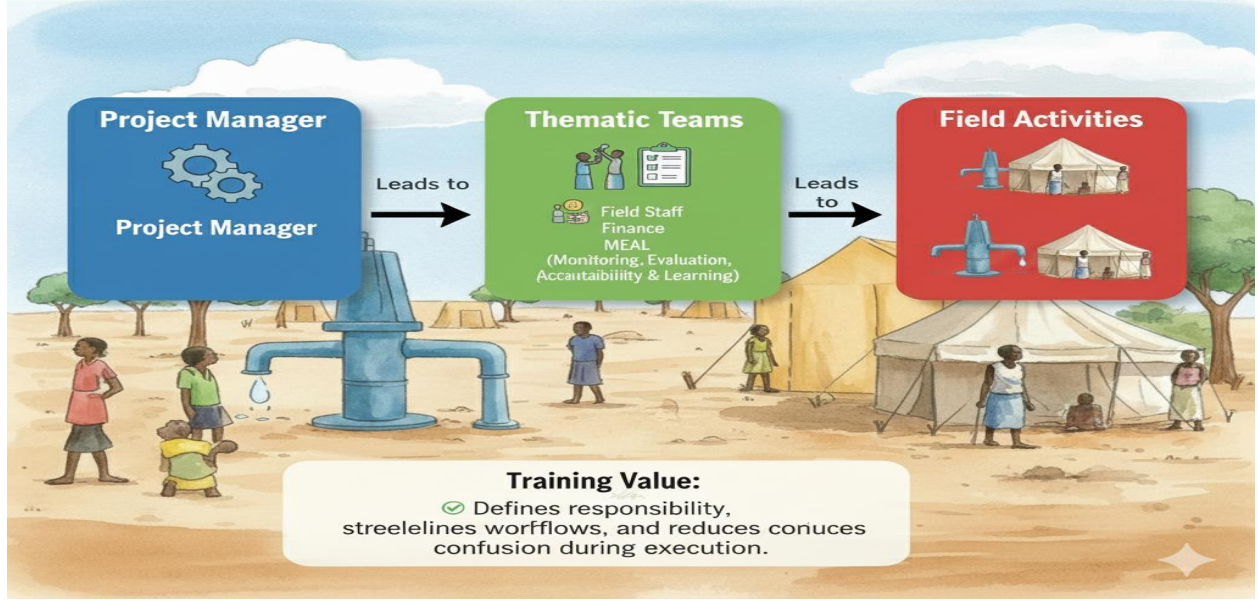 Project Manager
Project Manager
Leads to
Thematic Teams
Field Staff
Finance
MEAL
(Monitoring, Evaluation,
Accautaibility & Learning)
Leads
to
Field Activities
Training Value:
Defines responsibility,
streelelines worfflows, and reduces conuces
confusion during execution.